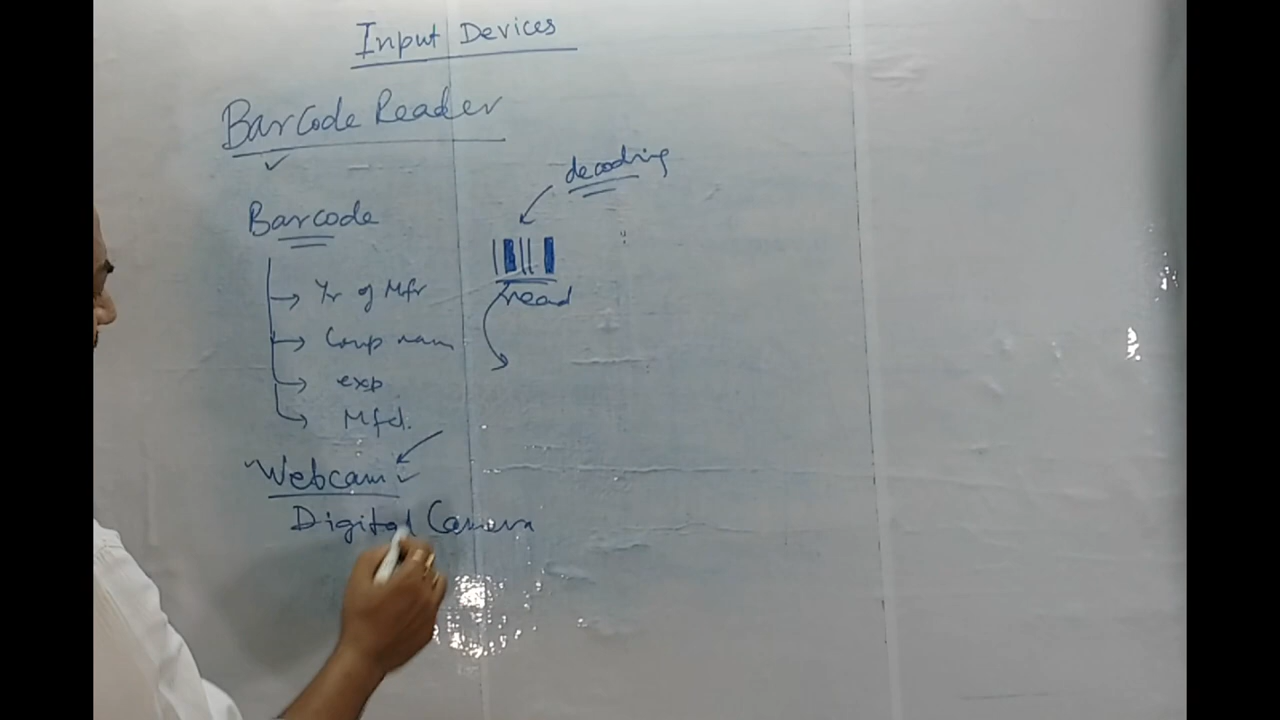 Input Devices
BarCode Reader
decoding
Barcode
read
Yr of Mfr
Comp nam
exp
Mfd.
Webcam
Digital Camera